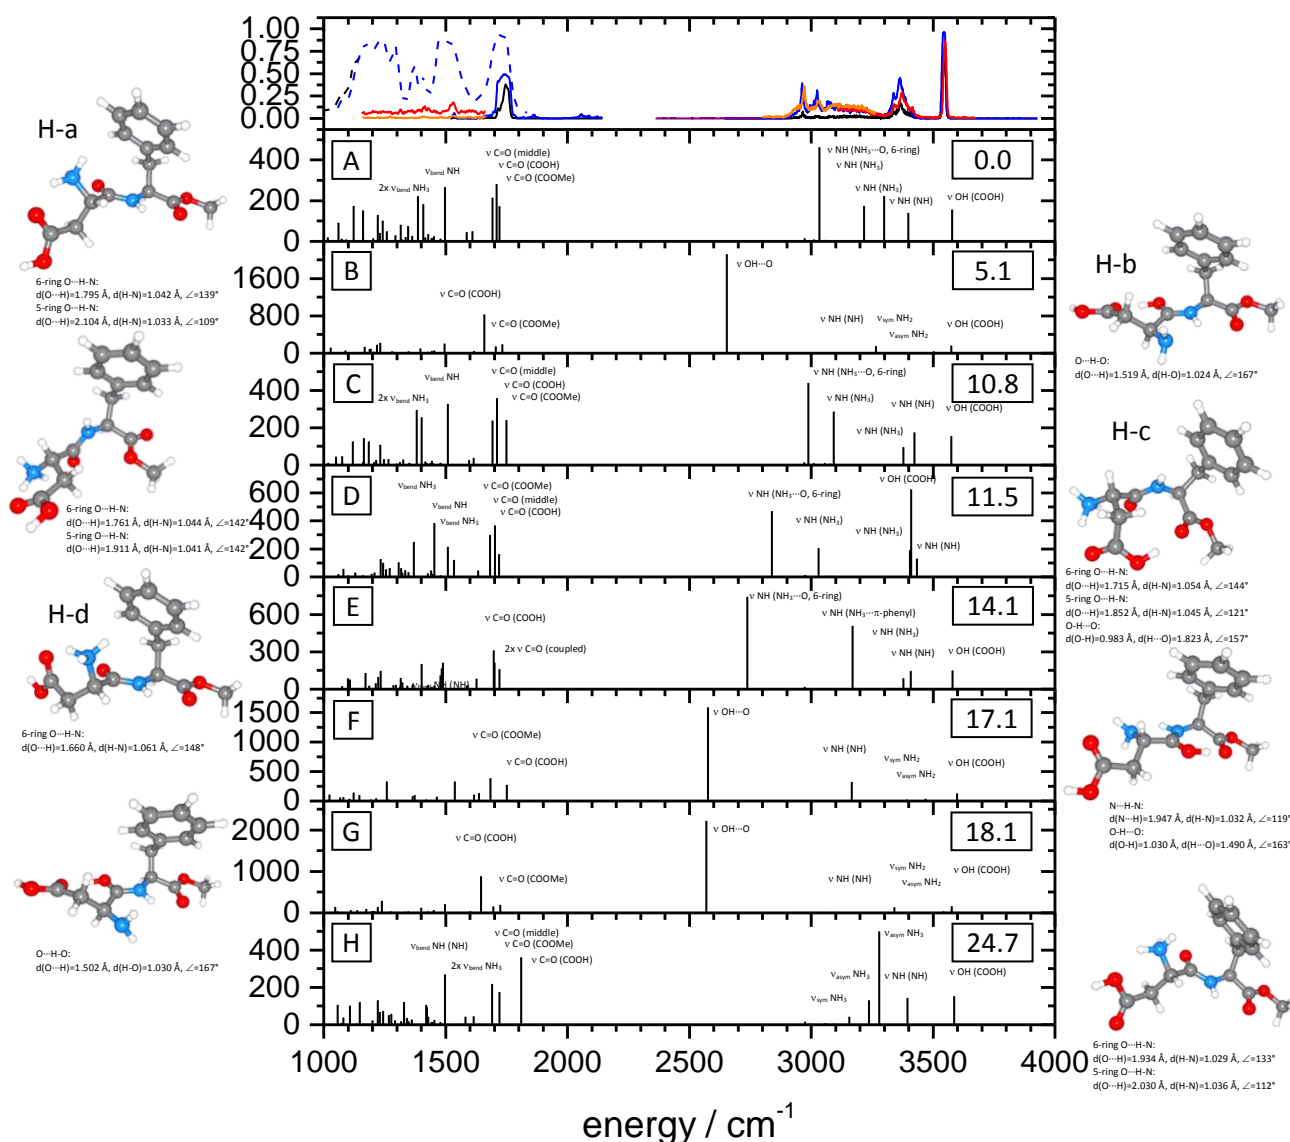 1.00
0.75
0.50
0.25
0.00
A
0.0
400
200
0
2x νbend NH3
νbend NH
ν C=O (middle)
ν C=O (COOH)
ν C=O (COOMe)
ν NH (NH3···O, 6-ring)
ν NH (NH3)
ν NH (NH3)
ν NH (NH)
ν OH (COOH)
B
5.1
1600
800
0
ν C=O (COOH)
ν C=O (COOMe)
ν OH···O
ν NH (NH)
νsym NH2
νasym NH2
ν OH (COOH)
C
10.8
400
200
0
νbend NH
2x νbend NH3
ν C=O (middle)
ν C=O (COOH)
ν C=O (COOMe)
ν NH (NH3···O, 6-ring)
ν NH (NH3)
ν NH (NH)
ν NH (NH3)
ν OH (COOH)
D
11.5
600
400
200
0
νbend NH3
νbend NH
νbend NH3
ν C=O (COOMe)
ν C=O (middle)
ν C=O (COOH)
ν NH (NH3···O, 6-ring)
ν NH (NH3)
ν OH (COOH)
ν NH (NH3)
ν NH (NH)
E
14.1
600
300
0
ν C=O (COOH)
2x ν C=O (coupled)
ν NH (NH3···O, 6-ring)
ν NH (NH3···π-phenyl)
ν NH (NH3)
ν NH (NH)
ν OH (COOH)
F
17.1
1500
1000
500
0
ν C=O (COOMe)
ν C=O (COOH)
ν OH···O
ν NH (NH)
νsym NH2
νasym NH2
ν OH (COOH)
G
18.1
2000
1000
0
ν C=O (COOH)
ν C=O (COOMe)
ν OH···O
ν NH (NH)
νsym NH2
νasym NH2
ν OH (COOH)
H
24.7
400
200
0
νbend NH (NH)
2x νbend NH3
ν C=O (middle)
ν C=O (COOMe)
ν C=O (COOH)
νasym NH3
νasym NH3
νsym NH3
ν NH (NH)
ν OH (COOH)
1000 1500 2000 2500 3000 3500 4000
energy / cm-1
H-a
6-ring O···H-N:
d(O···H)=1.795 Å, d(H-N)=1.042 Å, ∠=139°
5-ring O···H-N:
d(O···H)=2.104 Å, d(H-N)=1.033 Å, ∠=109°
6-ring O···H-N:
d(O···H)=1.761 Å, d(H-N)=1.044 Å, ∠=142°
5-ring O···H-N:
d(O···H)=1.911 Å, d(H-N)=1.041 Å, ∠=142°
H-d
6-ring O···H-N:
d(O···H)=1.660 Å, d(H-N)=1.061 Å, ∠=148°
O···H-O:
d(O···H)=1.502 Å, d(H-O)=1.030 Å, ∠=167°
H-b
O···H-O:
d(O···H)=1.519 Å, d(H-O)=1.024 Å, ∠=167°
H-c
6-ring O···H-N:
d(O···H)=1.715 Å, d(H-N)=1.054 Å, ∠=144°
5-ring O···H-N:
d(O···H)=1.852 Å, d(H-N)=1.045 Å, ∠=121°
O-H···O:
d(O-H)=0.983 Å, d(H···O)=1.823 Å, ∠=157°
N···H-N:
d(N···H)=1.947 Å, d(H-N)=1.032 Å, ∠=119°
O-H···O:
d(O-H)=1.030 Å, d(H···O)=1.490 Å, ∠=163°
6-ring O···H-N:
d(O···H)=1.934 Å, d(H-N)=1.029 Å, ∠=133°
5-ring O···H-N:
d(O···H)=2.030 Å, d(H-N)=1.036 Å, ∠=112°